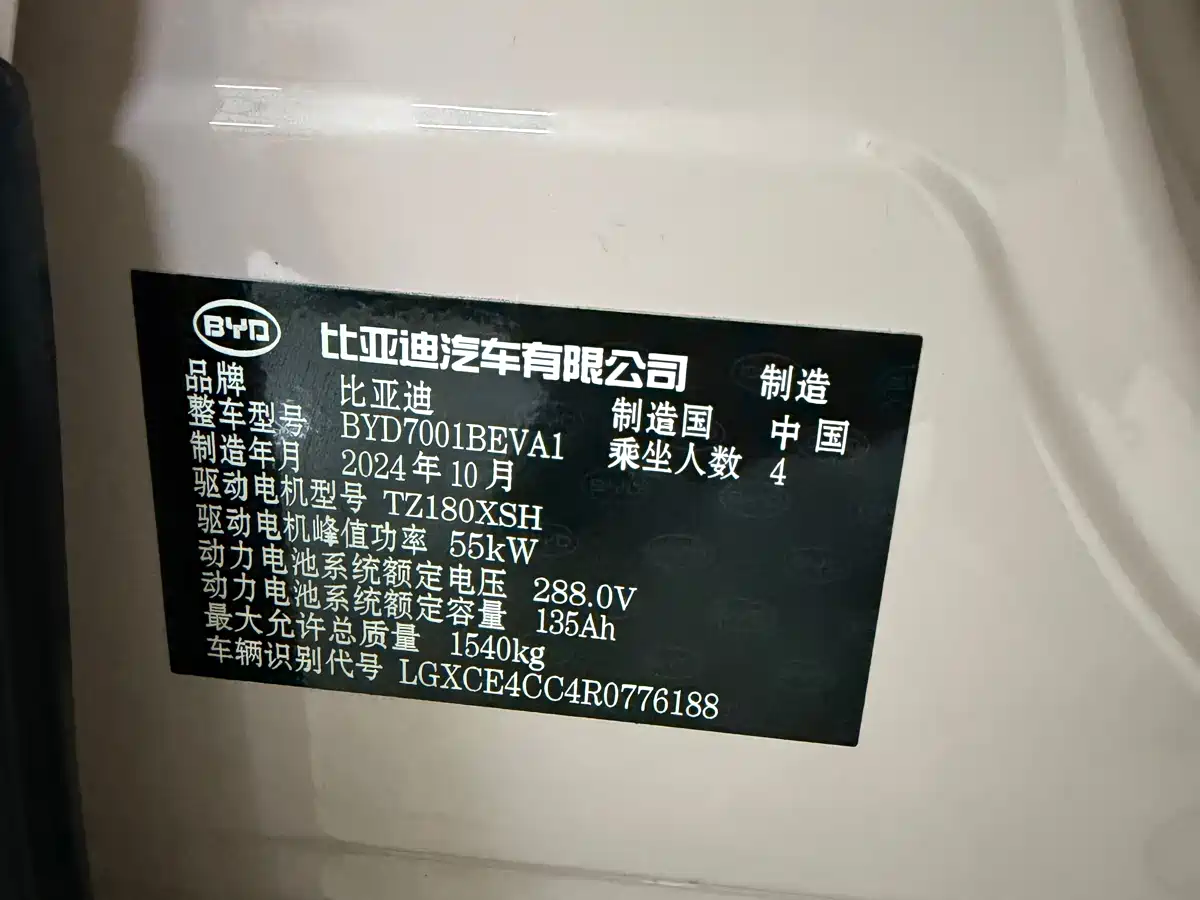 BYD 比亚迪汽车有限公司 制造
品牌 比亚迪 制造国 中国
整车型号 BYD7001BEVA1 乘坐人数 4
制造年月 2024年10月
驱动电机型号 TZ180XSH
驱动电机峰值功率 55kW
动力电池系统额定电压 288.0V
动力电池系统额定容量 135Ah
最大允许总质量 1540kg
车辆识别代号 LGXCE4CC4R0776188